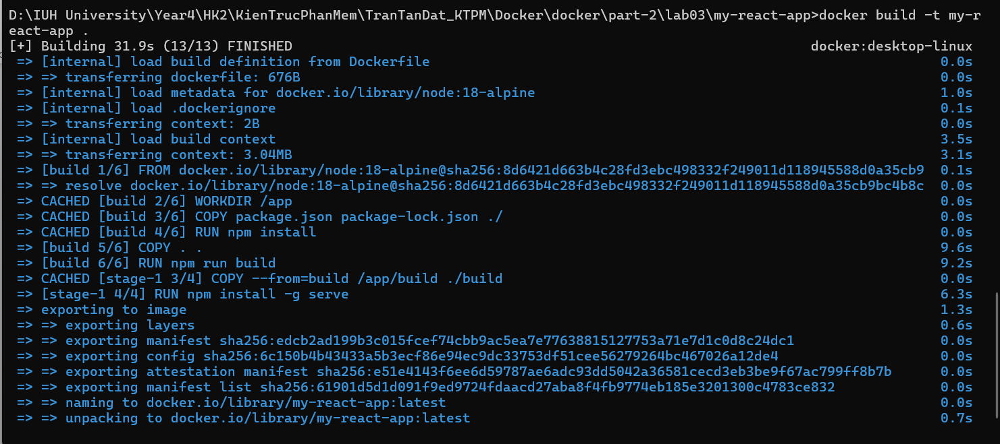 D:\IUH University\Year4\HK2\KienTrucPhanMem\TranTanDat_KTPM\Docker\docker\part-2\lab03\my-react-app>docker build -t my-r
eact-app .
[+] Building 31.9s (13/13) FINISHED docker:desktop-linux
=> [internal] load build definition from Dockerfile 0.0s
=> => transferring dockerfile: 676B 0.0s
=> [internal] load metadata for docker.io/library/node:18-alpine 1.0s
=> [internal] load .dockerignore 0.1s
=> => transferring context: 2B 0.0s
=> [internal] load build context 3.5s
=> => transferring context: 3.04MB 3.1s
=> [build 1/6] FROM docker.io/library/node:18-alpine@sha256:8d6421d663b4c28fd3ebc498332f249011d118945588d0a35cb9 0.1s
=> => resolve docker.io/library/node:18-alpine@sha256:8d6421d663b4c28fd3ebc498332f249011d118945588d0a35cb9bc4b8c 0.0s
=> CACHED [build 2/6] WORKDIR /app 0.0s
=> CACHED [build 3/6] COPY package.json package-lock.json ./ 0.0s
=> CACHED [build 4/6] RUN npm install 0.0s
=> [build 5/6] COPY . . 9.6s
=> [build 6/6] RUN npm run build 9.2s
=> CACHED [stage-1 3/4] COPY --from=build /app/build ./build 0.0s
=> [stage-1 4/4] RUN npm install -g serve 6.3s
=> exporting to image 1.3s
=> => exporting layers 0.6s
=> => exporting manifest sha256:edcb2ad199b3c015fcef74cbb9ac5ea7e77638815127753a71e7d1c0d8c24dc1 0.0s
=> => exporting config sha256:6c150b4b43433a5b3ecf86e94ec9dc33753df51cee56279264bc467026a12de4 0.0s
=> => exporting attestation manifest sha256:e51e4143f6ee6d59787ae6adc93dd5042a36581cecd3eb3be9f67ac799ff8b7b 0.0s
=> => exporting manifest list sha256:61901d5d1d091f9ed9724fdaacd27aba8f4fb9774eb185e3201300c4783ce832 0.0s
=> => naming to docker.io/library/my-react-app:latest 0.0s
=> => unpacking to docker.io/library/my-react-app:latest 0.7s